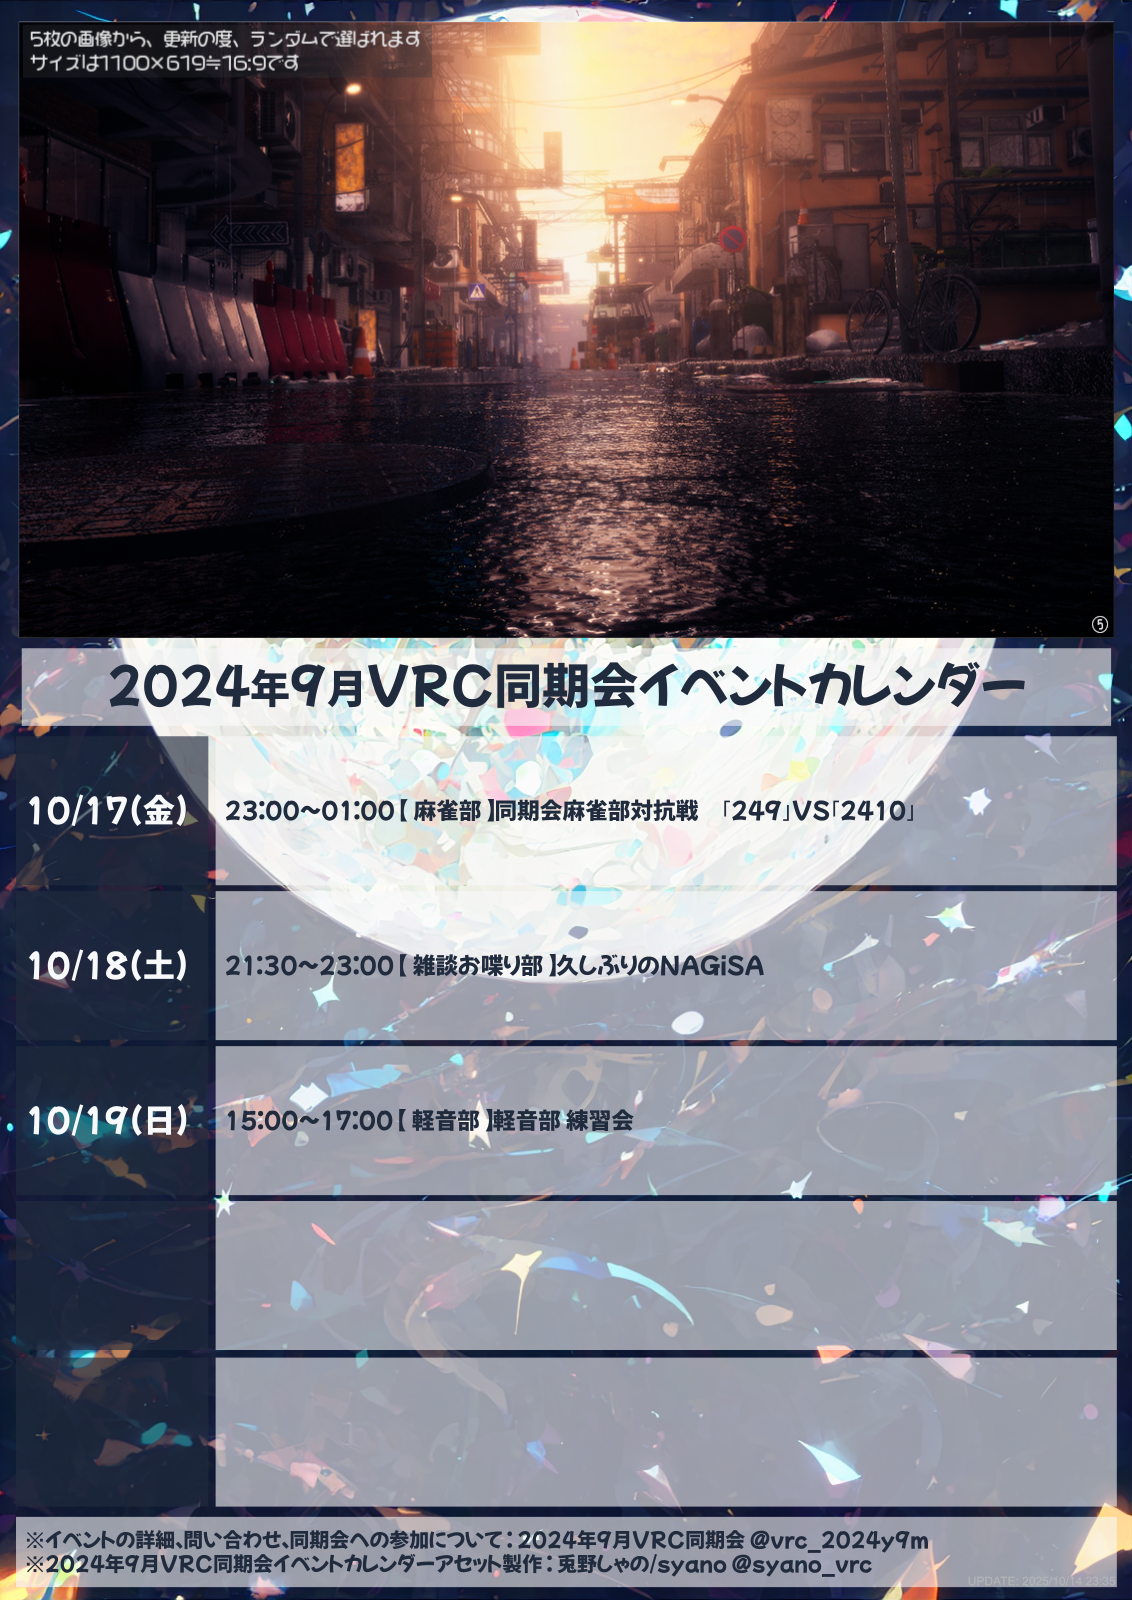 5枚の画像から、更新の度、ランダムで選ばれます
サイズは1100×619≒16:9です
⑤
2024年9月VRC同期会イベントカレンダー
10/17(金)
23:00～01:00【 麻雀部 】同期会麻雀部対抗戦　「249」VS「2410」
10/18(土)
21:30～23:00【 雑談お喋り部 】久しぶりのNAGiSA
10/19(日)
15:00～17:00【 軽音部 】軽音部 練習会
※イベントの詳細、問い合わせ、同期会への参加について：2024年9月VRC同期会 @vrc_2024y9m
※2024年9月VRC同期会イベントカレンダーアセット製作：兎野しゃの/syano @syano_vrc
UPDATE: 2025/10/14 23:35